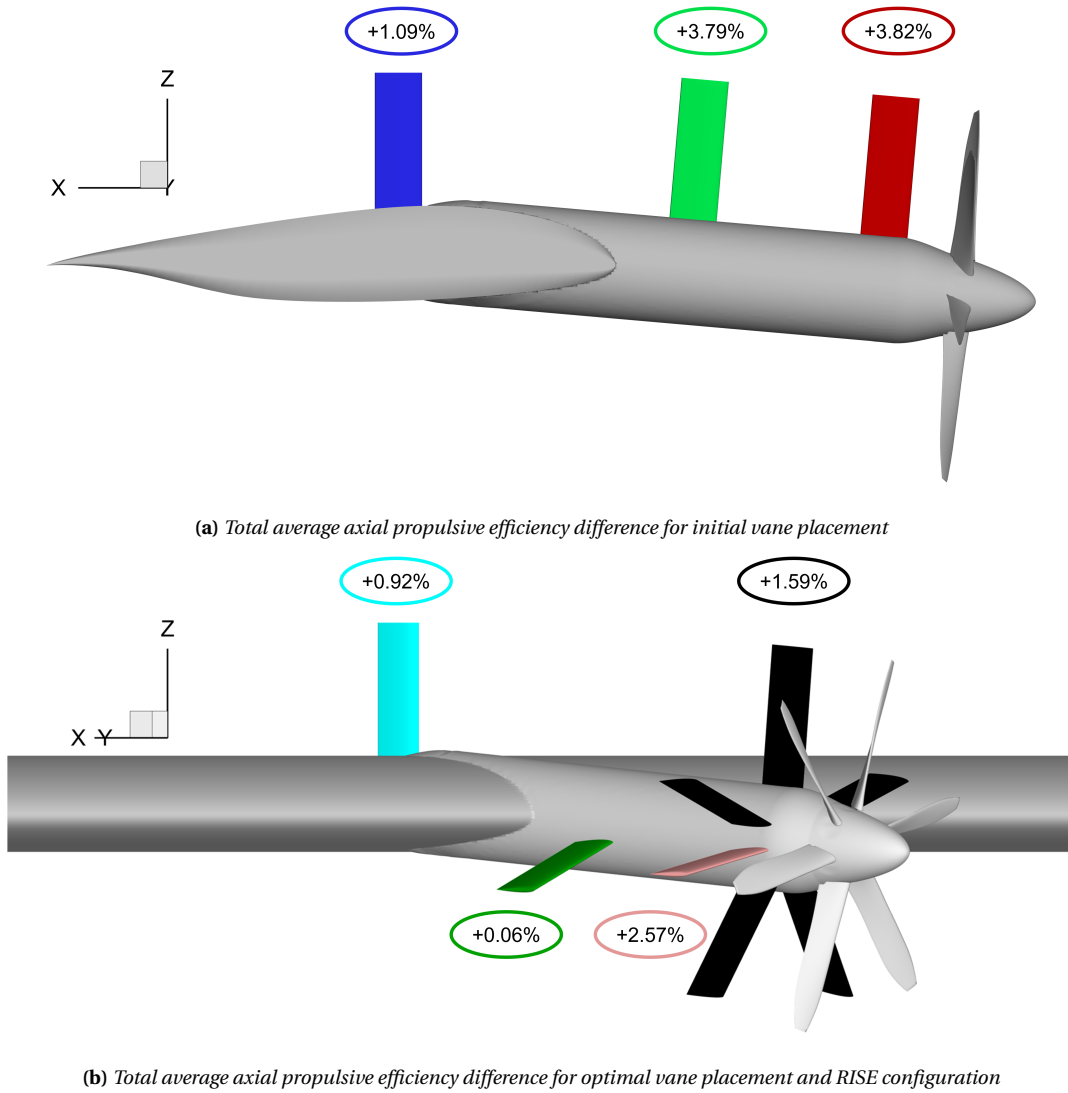 +1.09%
+3.79%
+3.82%
Z
X
Y
(a) Total average axial propulsive efficiency difference for initial vane placement
+0.92%
+1.59%
Z
X Y
+0.06%
+2.57%
(b) Total average axial propulsive efficiency difference for optimal vane placement and RISE configuration